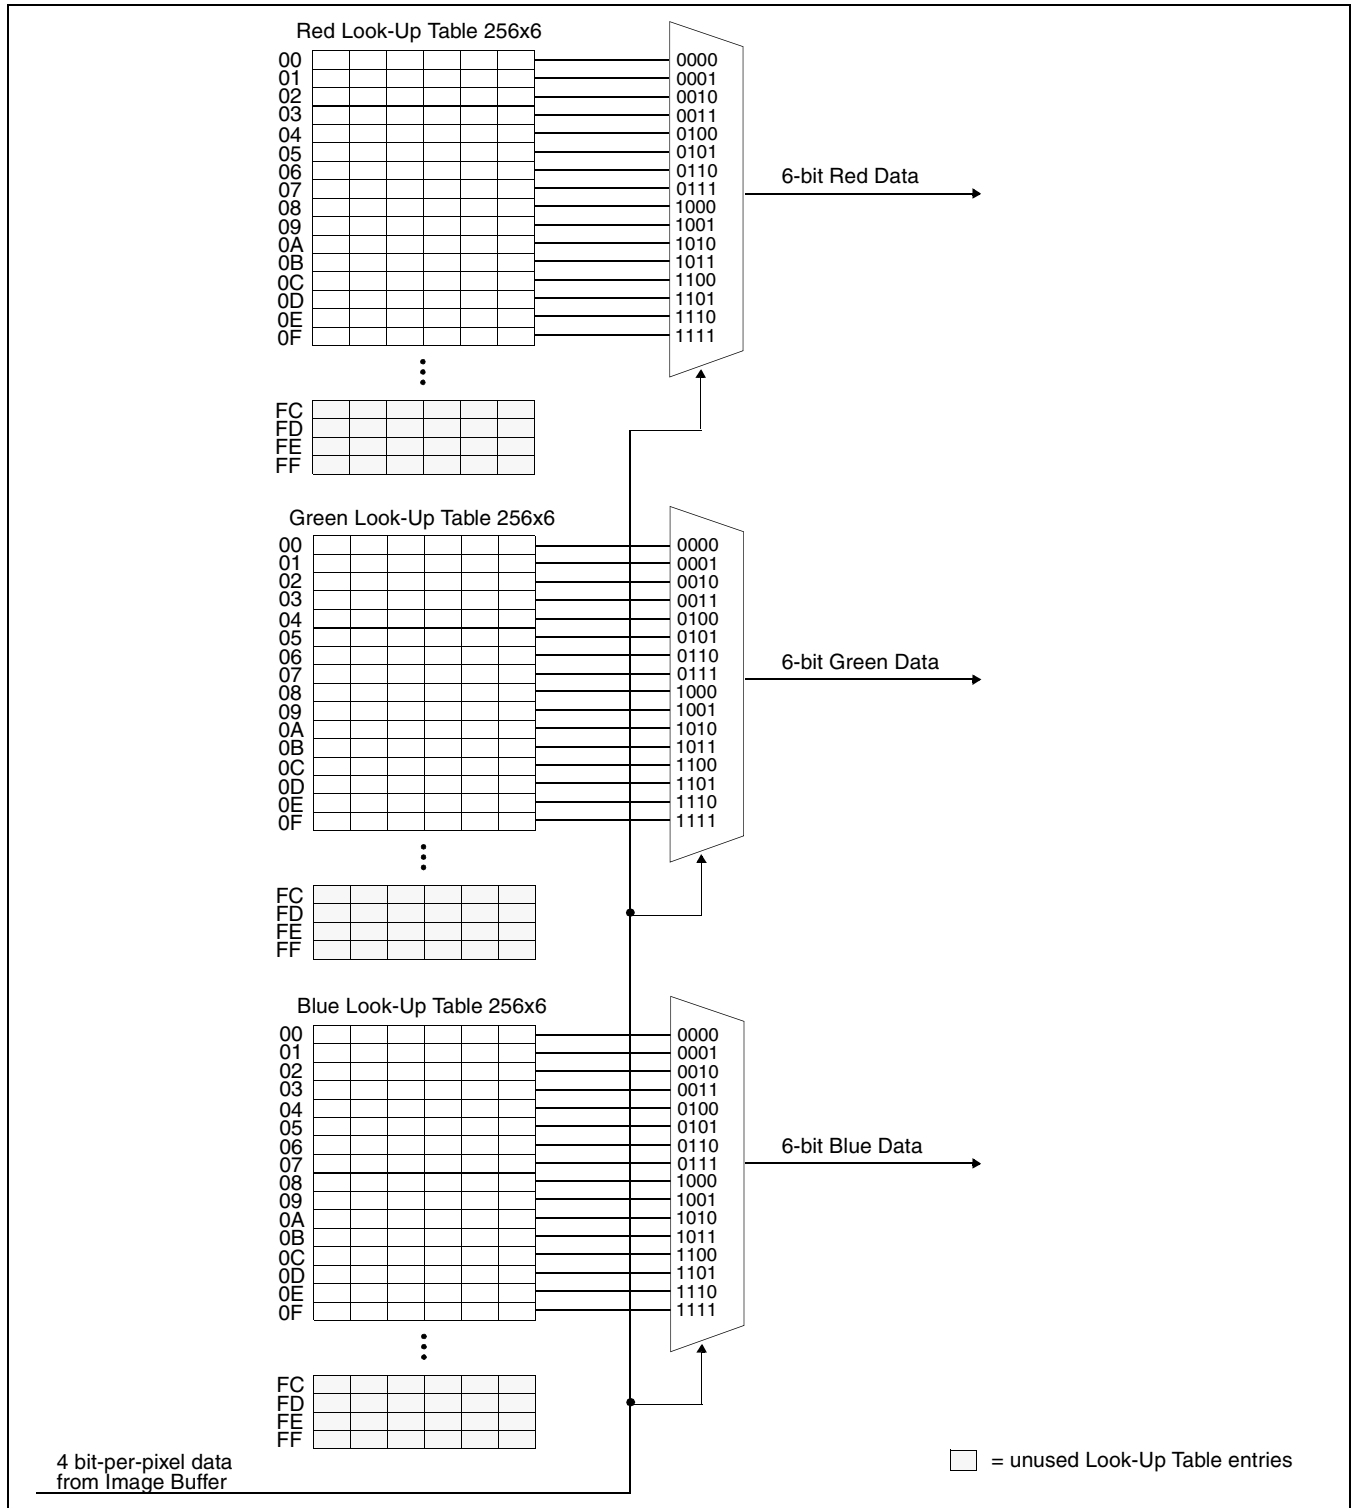 Red Look-Up Table 256x6
00 0000
01 0001
02 0010
03 0011
04 0100
05 0101
06 0110
07 0111
08 1000
09 1001
0A 1010
0B 1011
0C 1100
0D 1101
0E 1110
0F 1111
6-bit Red Data
FC
FD
FE
FF
Green Look-Up Table 256x6
00 0000
01 0001
02 0010
03 0011
04 0100
05 0101
06 0110
07 0111
08 1000
09 1001
0A 1010
0B 1011
0C 1100
0D 1101
0E 1110
0F 1111
6-bit Green Data
FC
FD
FE
FF
Blue Look-Up Table 256x6
00 0000
01 0001
02 0010
03 0011
04 0100
05 0101
06 0110
07 0111
08 1000
09 1001
0A 1010
0B 1011
0C 1100
0D 1101
0E 1110
0F 1111
6-bit Blue Data
FC
FD
FE
FF
4 bit-per-pixel data
from Image Buffer
= unused Look-Up Table entries